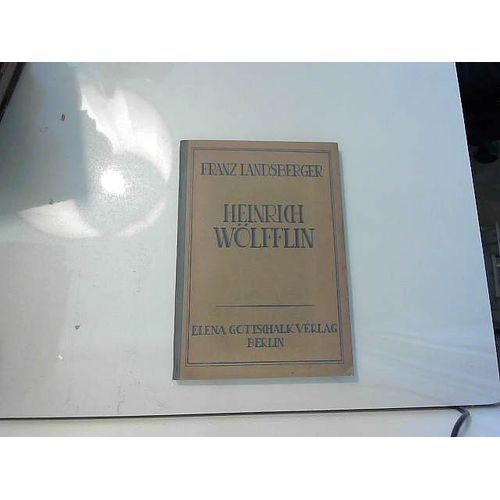 FRANZ LANDSBERGER
HEINRICH
WÖLFFLIN
ELENA GOTTSCHALK VERLAG
BERLIN